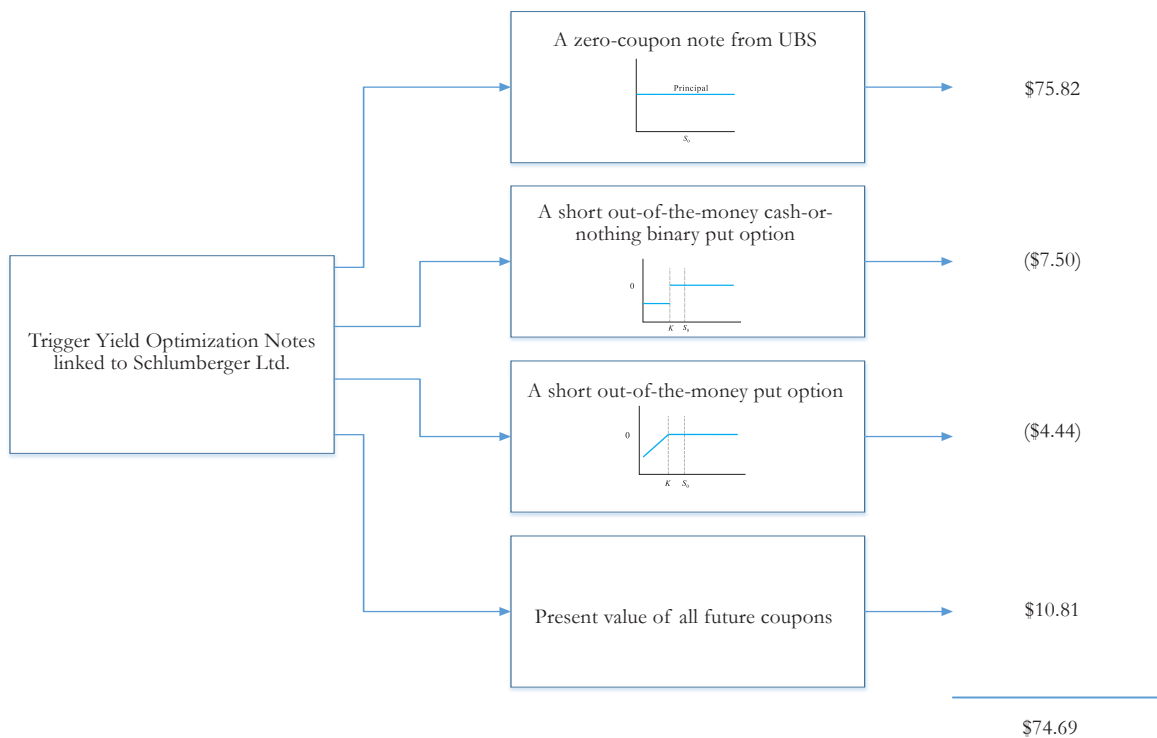 A zero-coupon note from UBS
Principal
S₀
$75.82
A short out-of-the-money cash-or-
nothing binary put option
0
K S₀
($7.50)
Trigger Yield Optimization Notes
linked to Schlumberger Ltd.
A short out-of-the-money put option
0
K S₀
($4.44)
Present value of all future coupons
$10.81
$74.69